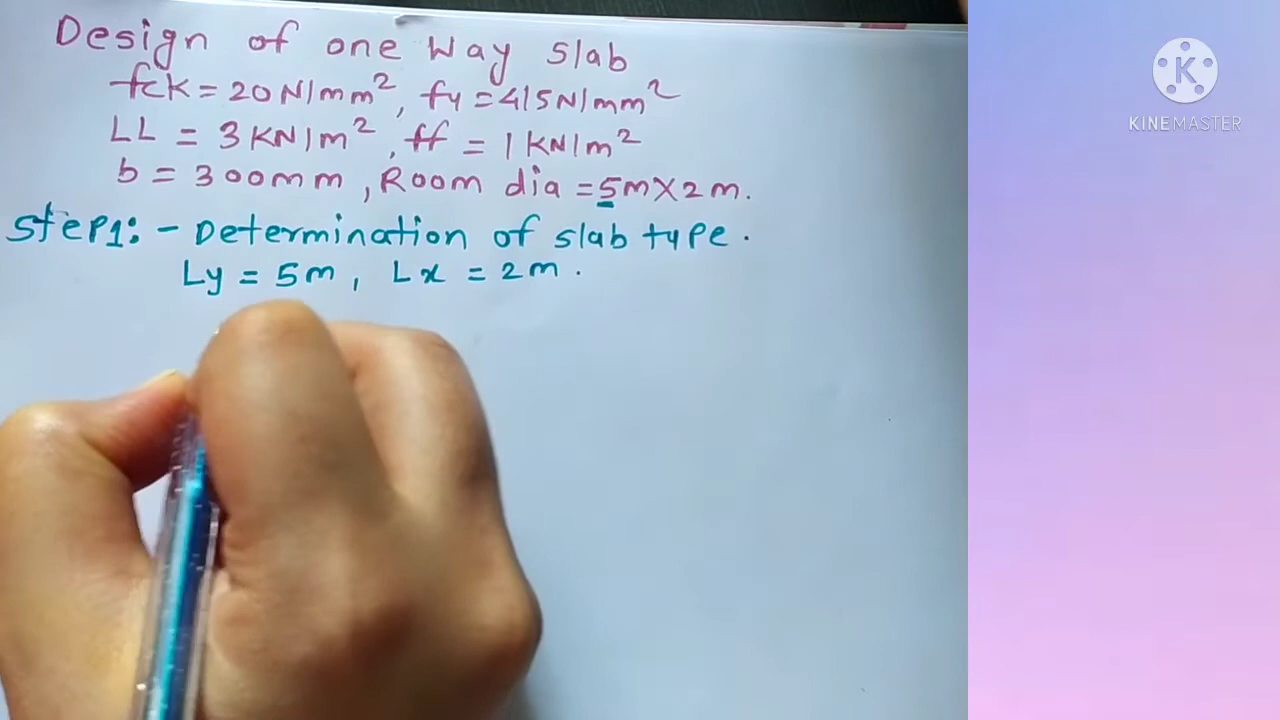 Design of one way slab
fck = 20 N/mm², fy = 415 N/mm²
LL = 3 KN/m², ff = 1 KN/m²
b = 300mm, Room dia = 5m X 2m.
Step1: - Determination of slab type.
Ly = 5m, Lx = 2m.
K
KINEMASTER